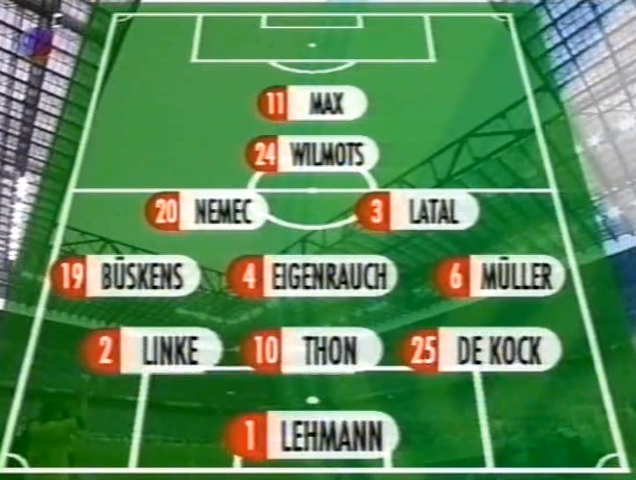 11 MAX
24 WILMOTS
20 NEMEC 3 LATAL
19 BÜSKENS 4 EIGENRAUCH 6 MÜLLER
2 LINKE 10 THON 25 DE KOCK
1 LEHMANN